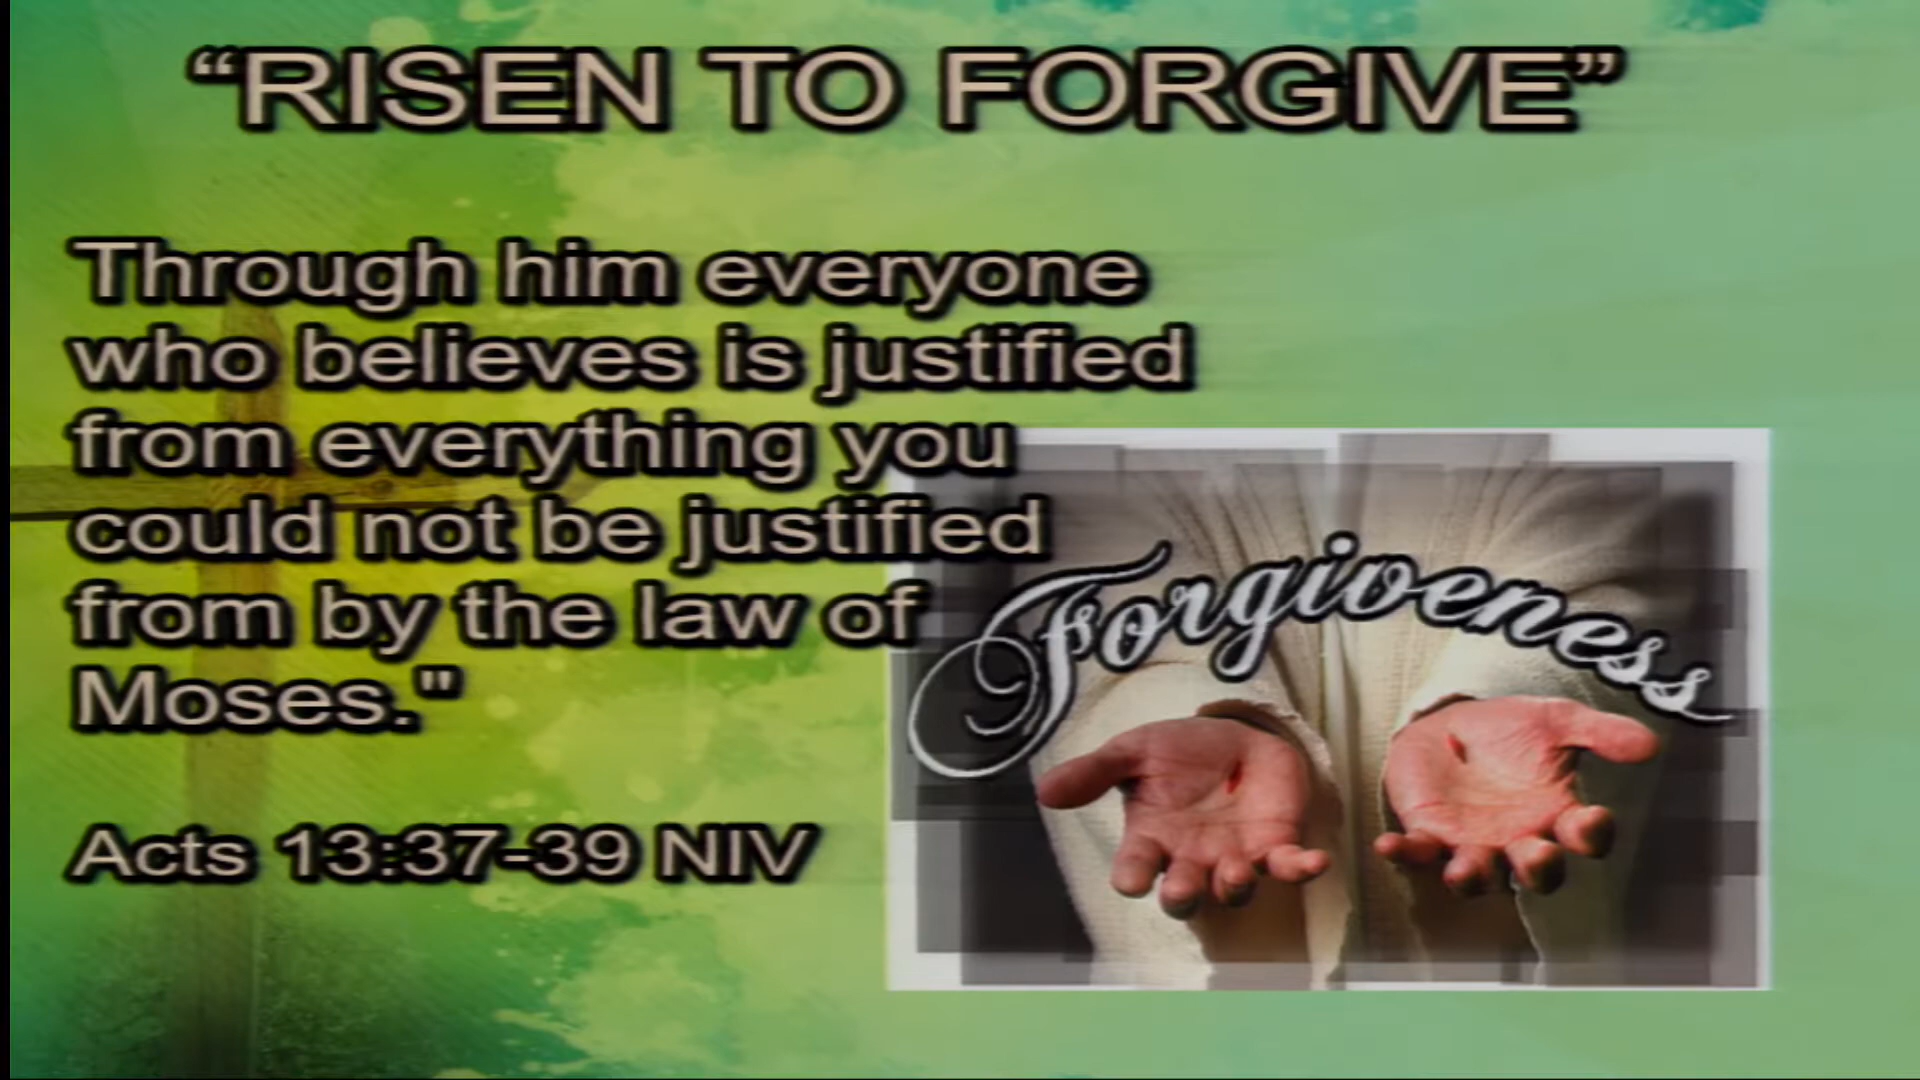 “RISEN TO FORGIVE”
Through him everyone
who believes is justified
from everything you
could not be justified
from by the law of
Moses."
Forgiveness
Acts 13:37-39 NIV